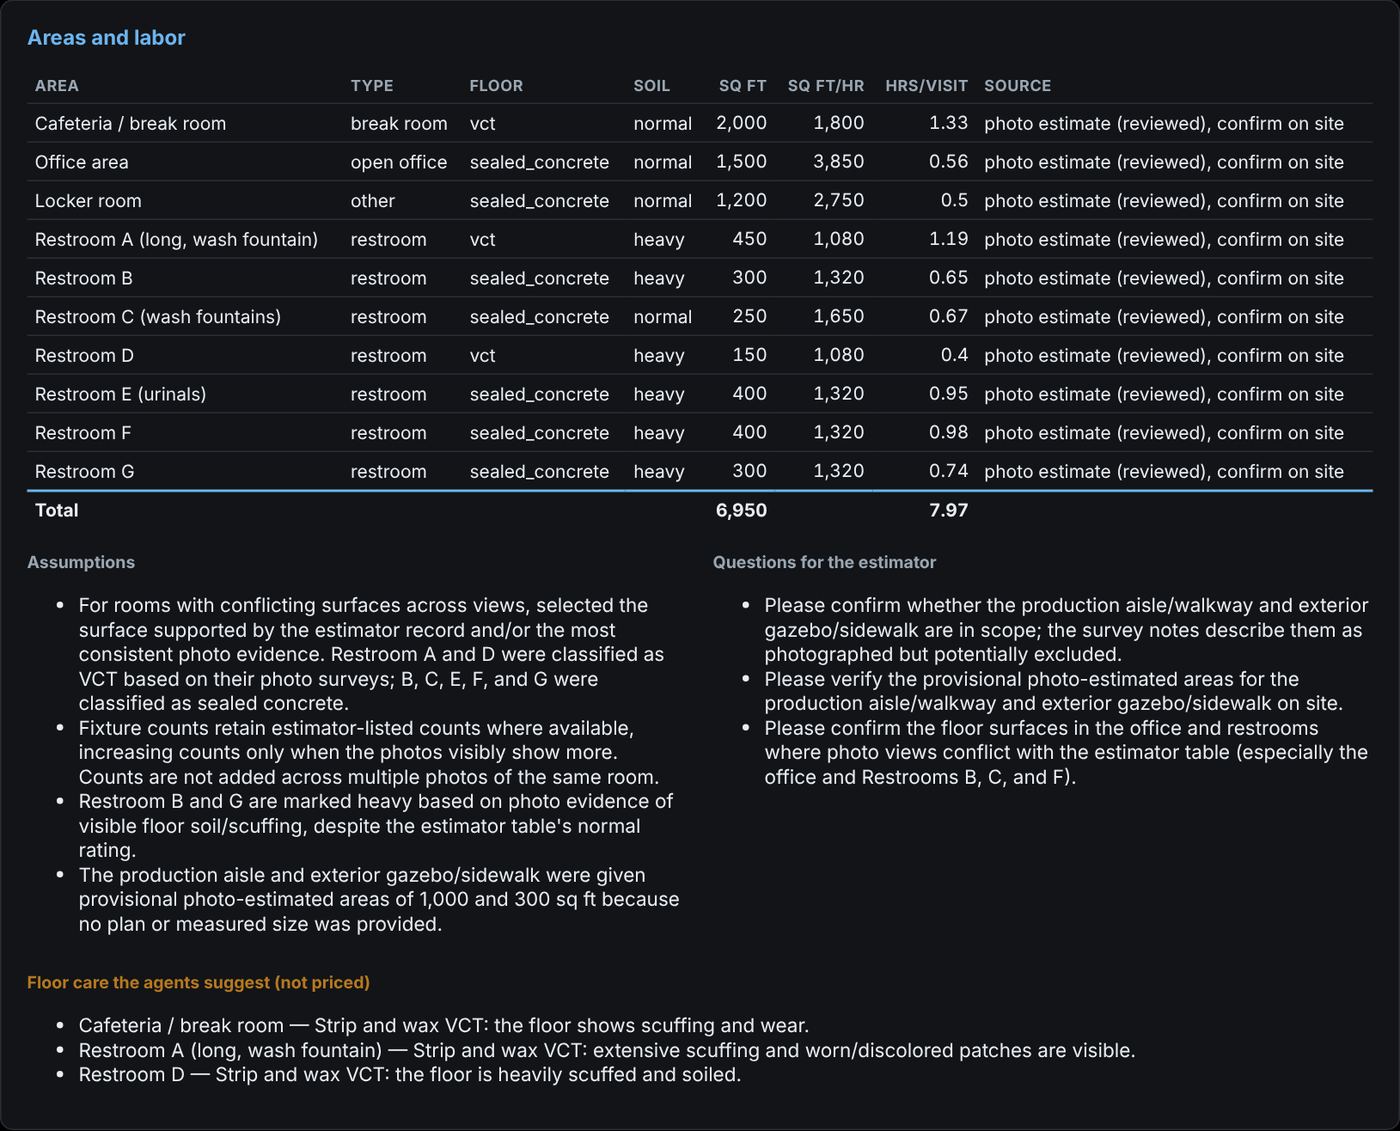 Areas and labor
AREA TYPE FLOOR SOIL SQ FT SQ FT/HR HRS/VISIT SOURCE
Cafeteria / break room break room vct normal 2,000 1,800 1.33 photo estimate (reviewed), confirm on site
Office area open office sealed_concrete normal 1,500 3,850 0.56 photo estimate (reviewed), confirm on site
Locker room other sealed_concrete normal 1,200 2,750 0.5 photo estimate (reviewed), confirm on site
Restroom A (long, wash fountain) restroom vct heavy 450 1,080 1.19 photo estimate (reviewed), confirm on site
Restroom B restroom sealed_concrete heavy 300 1,320 0.65 photo estimate (reviewed), confirm on site
Restroom C (wash fountains) restroom sealed_concrete normal 250 1,650 0.67 photo estimate (reviewed), confirm on site
Restroom D restroom vct heavy 150 1,080 0.4 photo estimate (reviewed), confirm on site
Restroom E (urinals) restroom sealed_concrete heavy 400 1,320 0.95 photo estimate (reviewed), confirm on site
Restroom F restroom sealed_concrete heavy 400 1,320 0.98 photo estimate (reviewed), confirm on site
Restroom G restroom sealed_concrete heavy 300 1,320 0.74 photo estimate (reviewed), confirm on site
Total 6,950 7.97
Assumptions
• For rooms with conflicting surfaces across views, selected the
surface supported by the estimator record and/or the most
consistent photo evidence. Restroom A and D were classified as
VCT based on their photo surveys; B, C, E, F, and G were
classified as sealed concrete.
• Fixture counts retain estimator-listed counts where available,
increasing counts only when the photos visibly show more.
Counts are not added across multiple photos of the same room.
• Restroom B and G are marked heavy based on photo evidence of
visible floor soil/scuffing, despite the estimator table's normal
rating.
• The production aisle and exterior gazebo/sidewalk were given
provisional photo-estimated areas of 1,000 and 300 sq ft because
no plan or measured size was provided.
Questions for the estimator
• Please confirm whether the production aisle/walkway and exterior
gazebo/sidewalk are in scope; the survey notes describe them as
photographed but potentially excluded.
• Please verify the provisional photo-estimated areas for the
production aisle/walkway and exterior gazebo/sidewalk on site.
• Please confirm the floor surfaces in the office and restrooms
where photo views conflict with the estimator table (especially the
office and Restrooms B, C, and F).
Floor care the agents suggest (not priced)
• Cafeteria / break room — Strip and wax VCT: the floor shows scuffing and wear.
• Restroom A (long, wash fountain) — Strip and wax VCT: extensive scuffing and worn/discolored patches are visible.
• Restroom D — Strip and wax VCT: the floor is heavily scuffed and soiled.